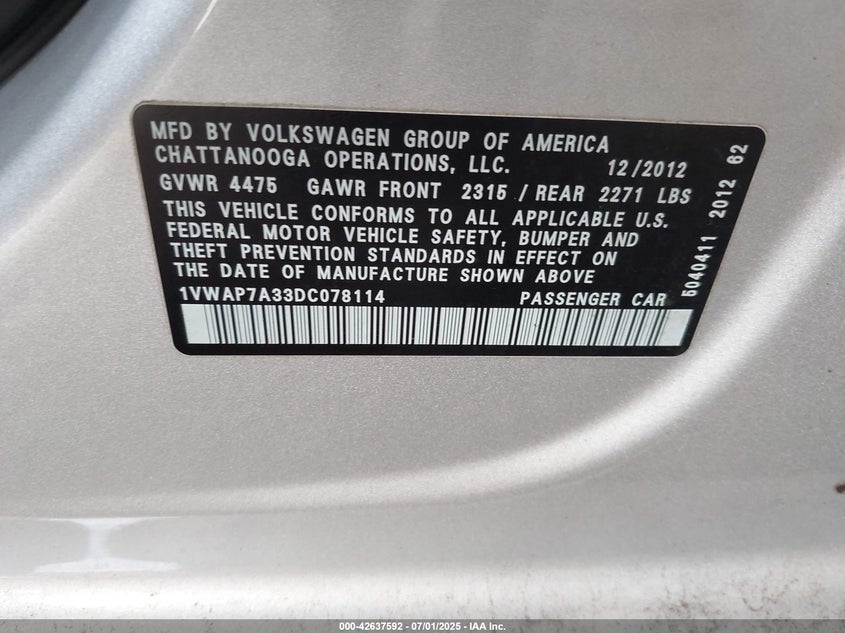 MFD BY VOLKSWAGEN GROUP OF AMERICA
CHATTANOOGA OPERATIONS, LLC. 12/2012
GVWR 4475 GAWR FRONT 2315 / REAR 2271 LBS
THIS VEHICLE CONFORMS TO ALL APPLICABLE U.S.
FEDERAL MOTOR VEHICLE SAFETY, BUMPER AND
THEFT PREVENTION STANDARDS IN EFFECT ON
THE DATE OF MANUFACTURE SHOWN ABOVE
1VWAP7A33DC078114 PASSENGER CAR
5040411 2012 62
000-42637592 - 07/01/2025 - IAA Inc.